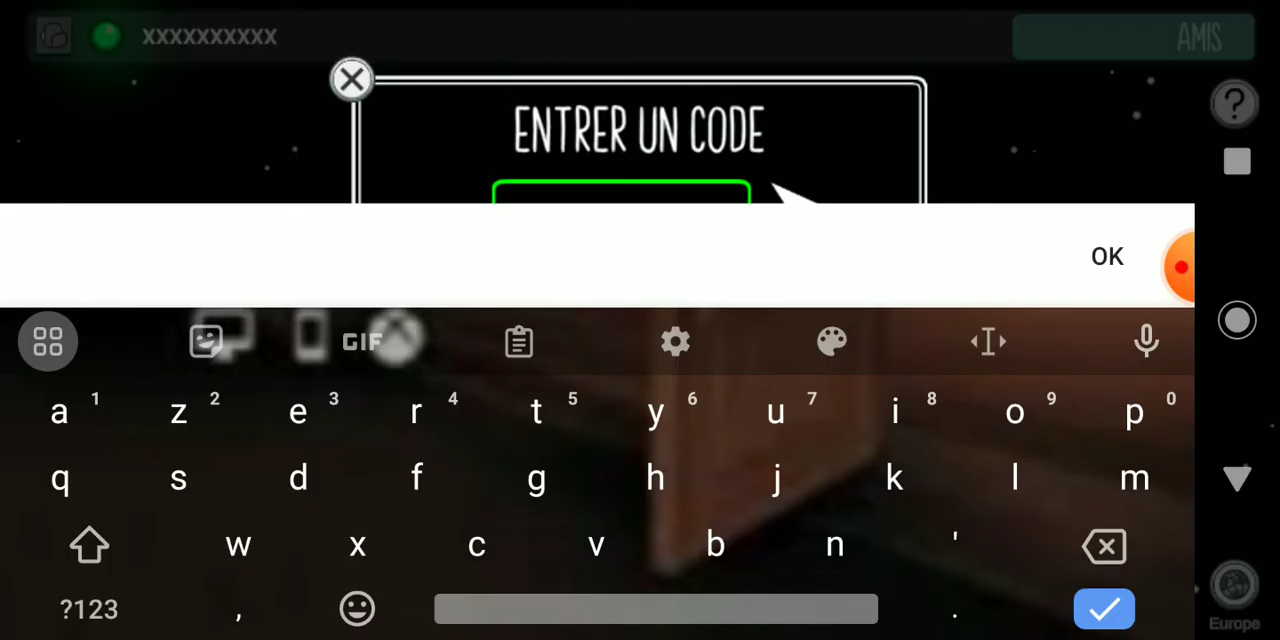 XXXXXXXXXX
AMIS
ENTRER UN CODE
OK
GIF
a 1 z 2 e 3 r 4 t 5 y 6 u 7 i 8 o 9 p 0
q s d f g h j k l m
w x c v b n '
?123 , .
Europe